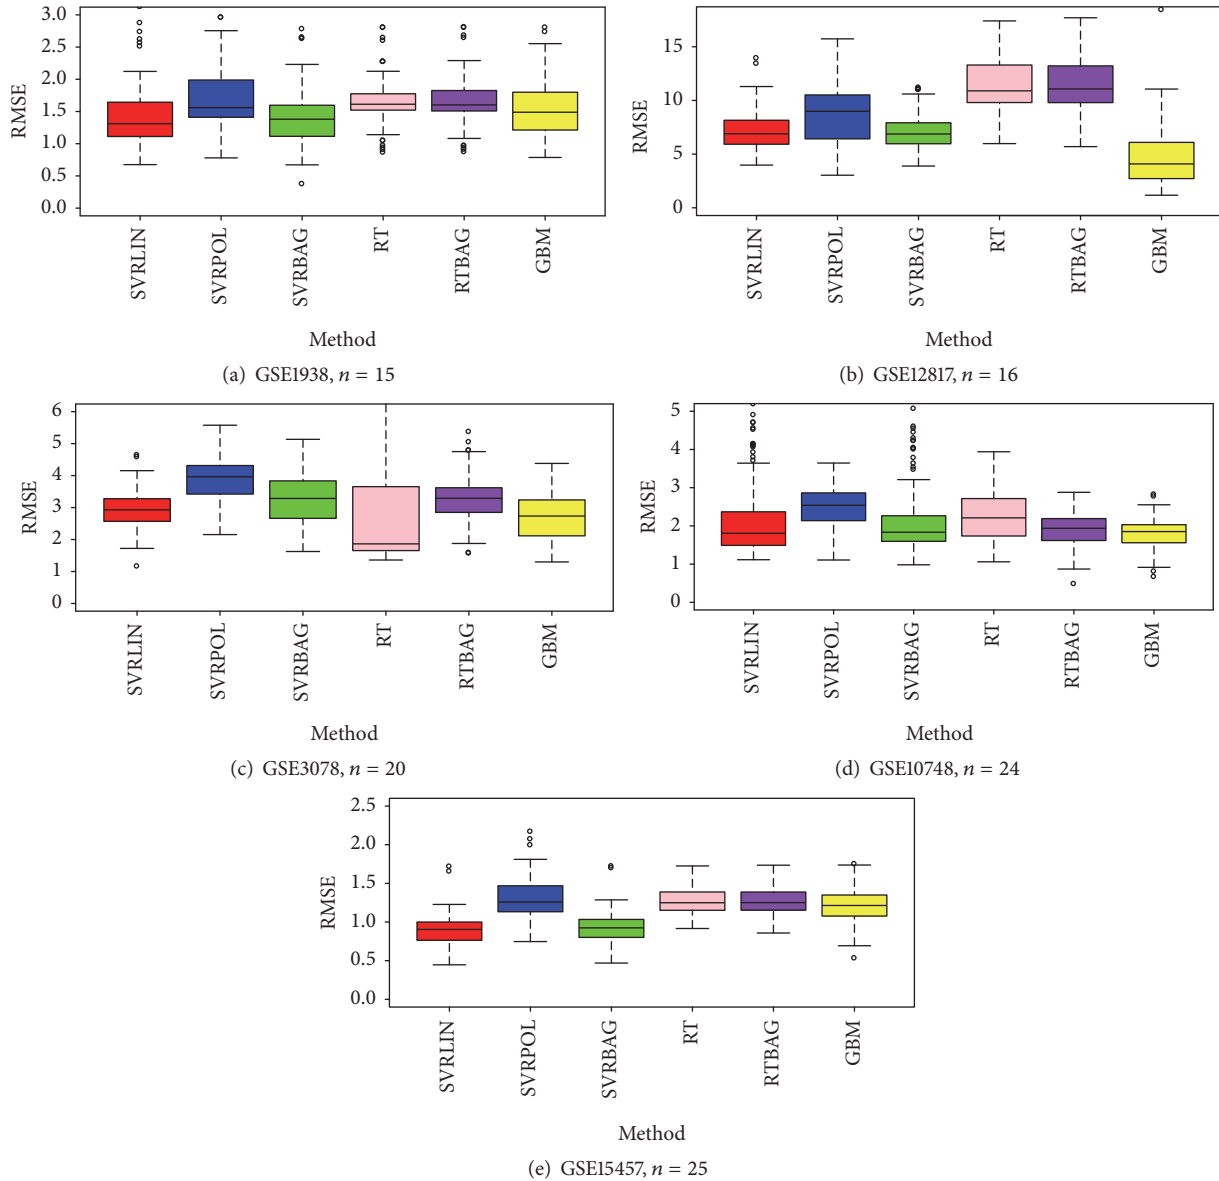 RMSE
3.0
2.5
2.0
1.5
1.0
0.5
0.0
SVRLIN
SVRPOL
SVRBAG
RT
RTBAG
GBM
Method
(a) GSE1938, n = 15
RMSE
15
10
5
0
SVRLIN
SVRPOL
SVRBAG
RT
RTBAG
GBM
Method
(b) GSE12817, n = 16
RMSE
6
5
4
3
2
1
0
SVRLIN
SVRPOL
SVRBAG
RT
RTBAG
GBM
Method
(c) GSE3078, n = 20
RMSE
5
4
3
2
1
0
SVRLIN
SVRPOL
SVRBAG
RT
RTBAG
GBM
Method
(d) GSE10748, n = 24
RMSE
2.5
2.0
1.5
1.0
0.5
0.0
SVRLIN
SVRPOL
SVRBAG
RT
RTBAG
GBM
Method
(e) GSE15457, n = 25